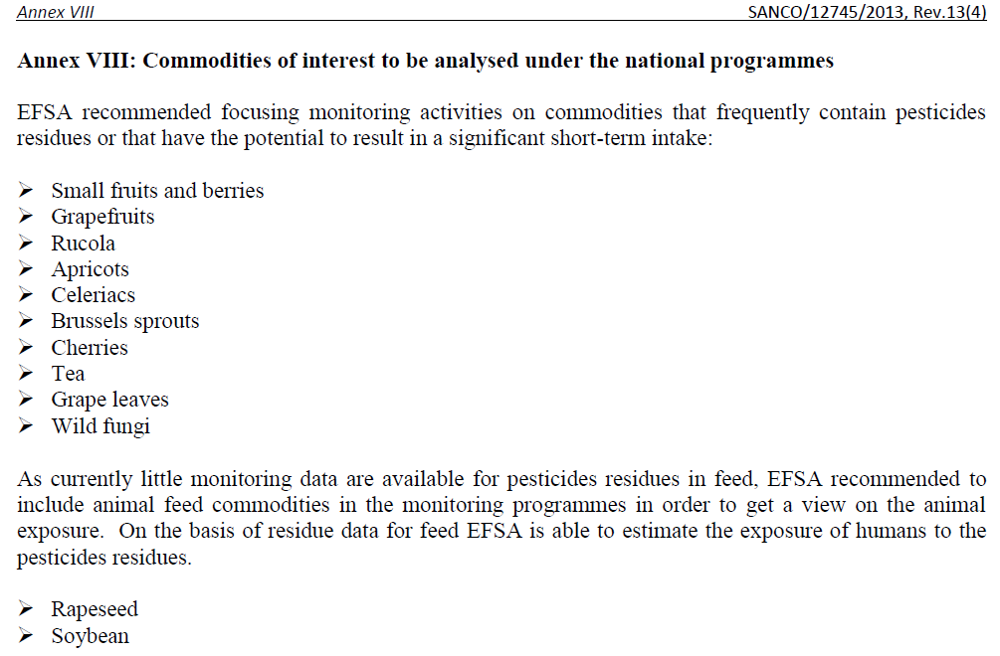 Annex VIII SANCO/12745/2013, Rev.13(4)
Annex VIII: Commodities of interest to be analysed under the national programmes
EFSA recommended focusing monitoring activities on commodities that frequently contain pesticides
residues or that have the potential to result in a significant short-term intake:
➢ Small fruits and berries
➢ Grapefruits
➢ Rucola
➢ Apricots
➢ Celeriacs
➢ Brussels sprouts
➢ Cherries
➢ Tea
➢ Grape leaves
➢ Wild fungi
As currently little monitoring data are available for pesticides residues in feed, EFSA recommended to
include animal feed commodities in the monitoring programmes in order to get a view on the animal
exposure. On the basis of residue data for feed EFSA is able to estimate the exposure of humans to the
pesticides residues.
➢ Rapeseed
➢ Soybean